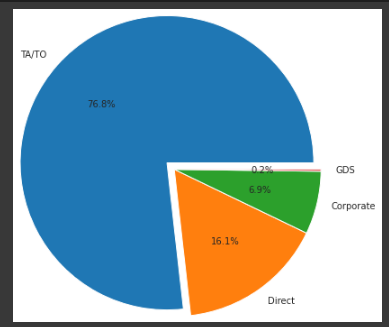 TA/TO
76.8%
0.2%
GDS
6.9%
Corporate
16.1%
Direct